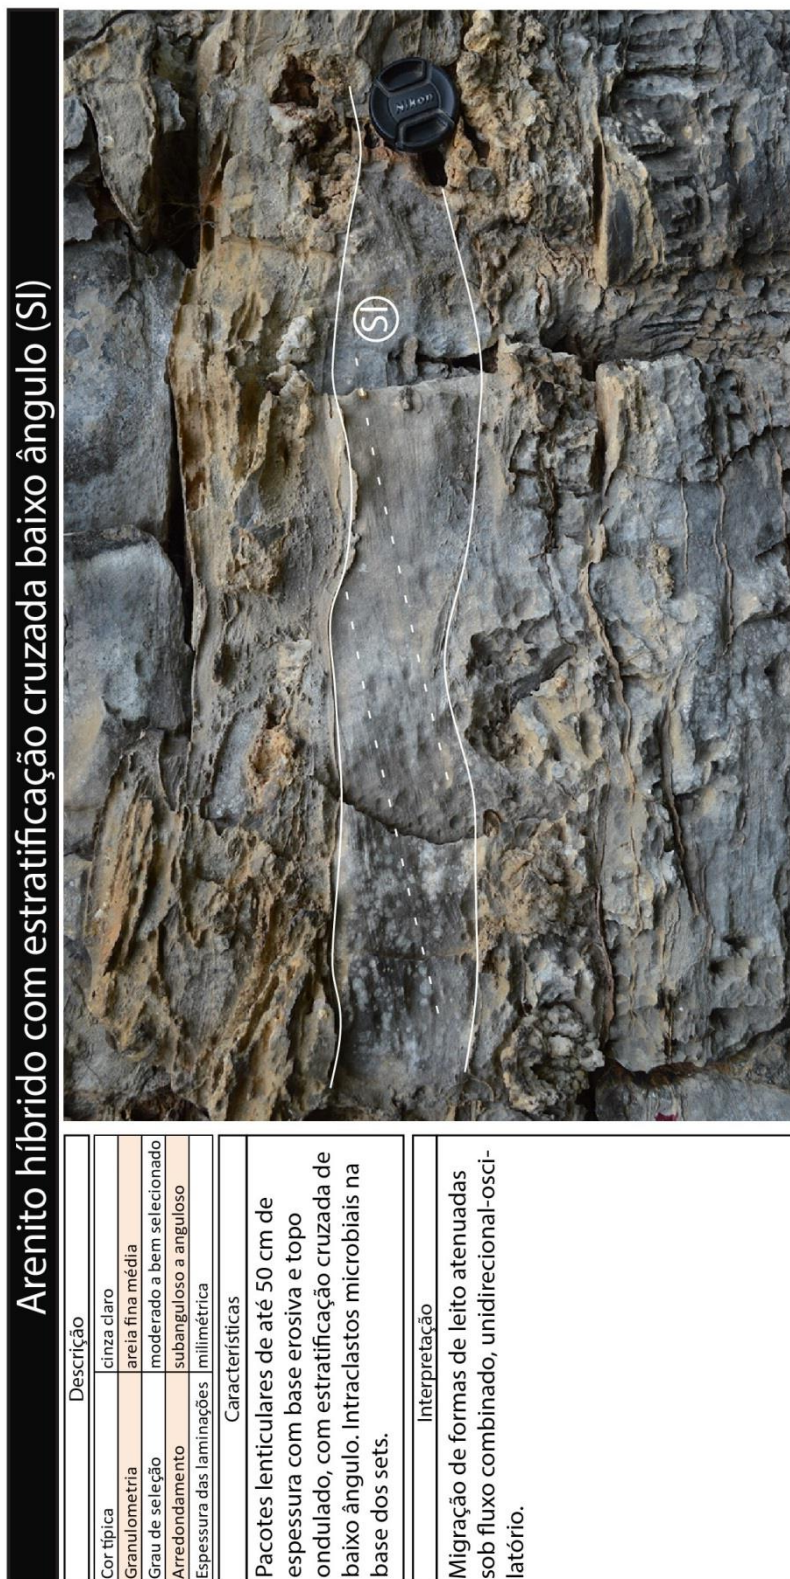 Arenito híbrido com estratificação cruzada baixo ângulo (SI)
Descrição
Cor típica cinza claro
Granulometria areia fina média
Grau de seleção moderado a bem selecionado
Arredondamento subanguloso a anguloso
Espessura das laminações milimétrica
Características
Pacotes lenticulares de até 50 cm de
espessura com base erosiva e topo
ondulado, com estratificação cruzada de
baixo ângulo. Intraclastos microbiais na
base dos sets.
Interpretação
Migração de formas de leito atenuadas
sob fluxo combinado, unidirecional-osci-
latório.
SI
Nikon